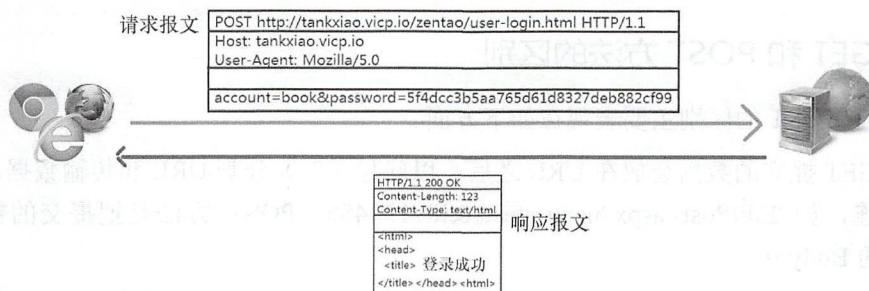 请求报文
POST http://tankxiao.vicp.io/zentao/user-login.html HTTP/1.1
Host: tankxiao.vicp.io
User-Agent: Mozilla/5.0
account=book&password=5f4dcc3b5aa765d61d8327deb882cf99
HTTP/1.1 200 OK
Content-Length: 123
Content-Type: text/html
响应报文
<html>
<head>
<title> 登录成功
</title></head><html>